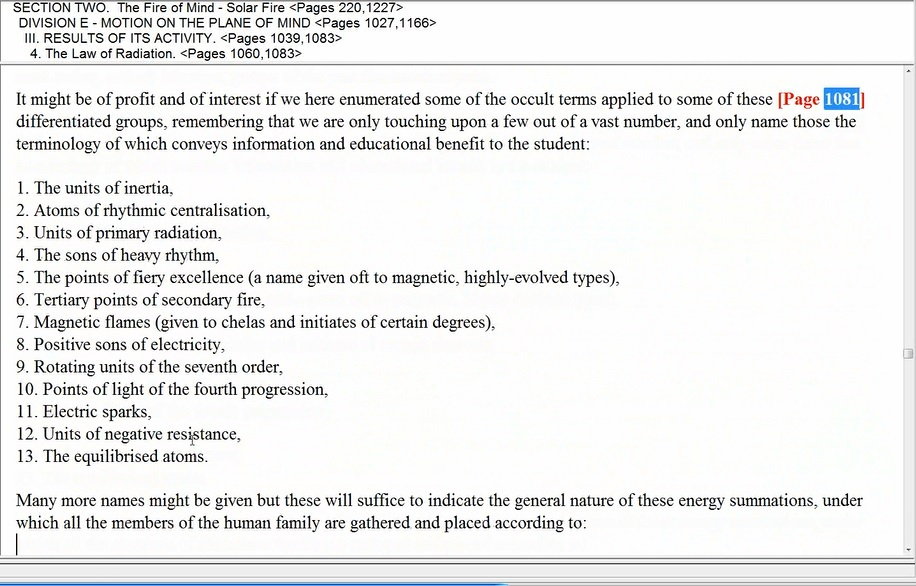 SECTION TWO. The Fire of Mind - Solar Fire <Pages 220,1227>
DIVISION E - MOTION ON THE PLANE OF MIND <Pages 1027,1166>
III. RESULTS OF ITS ACTIVITY. <Pages 1039,1083>
4. The Law of Radiation. <Pages 1060,1083>
It might be of profit and of interest if we here enumerated some of the occult terms applied to some of these [Page 1081]
differentiated groups, remembering that we are only touching upon a few out of a vast number, and only name those the
terminology of which conveys information and educational benefit to the student:
1. The units of inertia,
2. Atoms of rhythmic centralisation,
3. Units of primary radiation,
4. The sons of heavy rhythm,
5. The points of fiery excellence (a name given oft to magnetic, highly-evolved types),
6. Tertiary points of secondary fire,
7. Magnetic flames (given to chelas and initiates of certain degrees),
8. Positive sons of electricity,
9. Rotating units of the seventh order,
10. Points of light of the fourth progression,
11. Electric sparks,
12. Units of negative resistance,
13. The equilibrised atoms.
Many more names might be given but these will suffice to indicate the general nature of these energy summations, under
which all the members of the human family are gathered and placed according to: